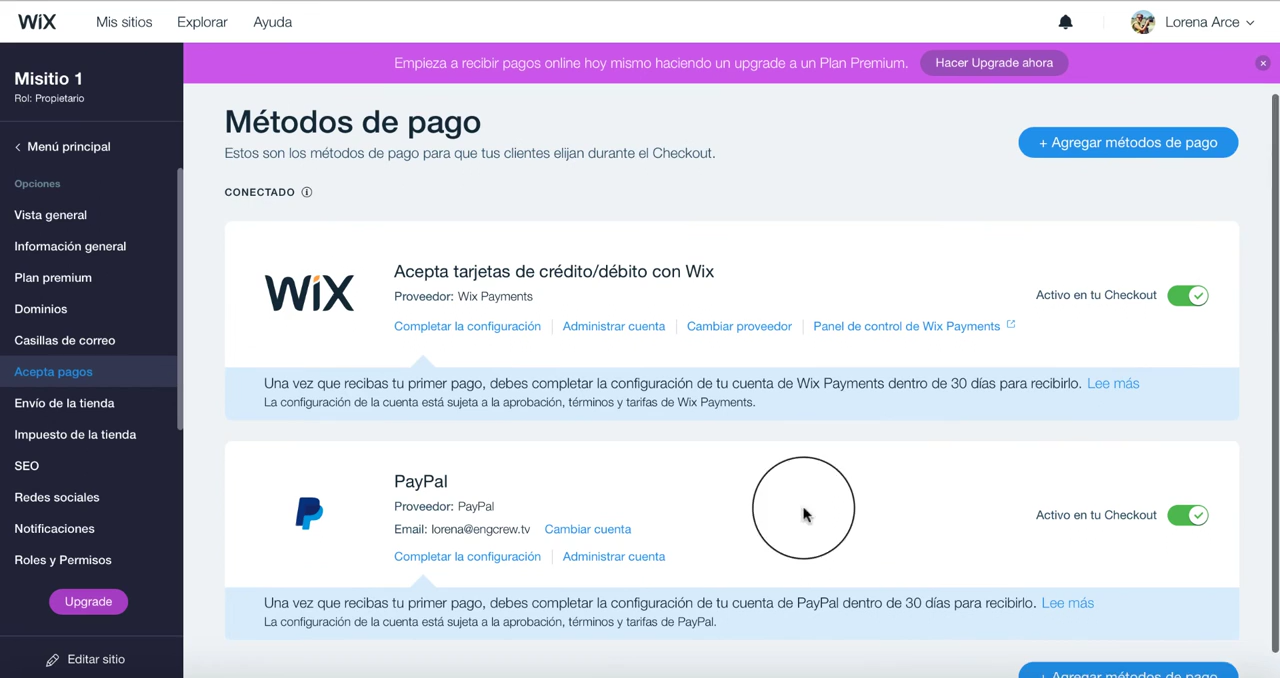 WiX
Mis sitios
Explorar
Ayuda
Lorena Arce
Misitio 1
Rol: Propietario
Menú principal
Opciones
Vista general
Información general
Plan premium
Dominios
Casillas de correo
Acepta pagos
Envío de la tienda
Impuesto de la tienda
SEO
Redes sociales
Notificaciones
Roles y Permisos
Upgrade
Editar sitio
Empieza a recibir pagos online hoy mismo haciendo un upgrade a un Plan Premium.
Hacer Upgrade ahora
Métodos de pago
Estos son los métodos de pago para que tus clientes elijan durante el Checkout.
+ Agregar métodos de pago
CONECTADO
WiX
Acepta tarjetas de crédito/débito con Wix
Proveedor: Wix Payments
Completar la configuración
Administrar cuenta
Cambiar proveedor
Panel de control de Wix Payments
Activo en tu Checkout
Una vez que recibas tu primer pago, debes completar la configuración de tu cuenta de Wix Payments dentro de 30 días para recibirlo. Lee más
La configuración de la cuenta está sujeta a la aprobación, términos y tarifas de Wix Payments.
PayPal
Proveedor: PayPal
Email: lorena@engcrew.tv Cambiar cuenta
Completar la configuración
Administrar cuenta
Activo en tu Checkout
Una vez que recibas tu primer pago, debes completar la configuración de tu cuenta de PayPal dentro de 30 días para recibirlo. Lee más
La configuración de la cuenta está sujeta a la aprobación, términos y tarifas de PayPal.
+ Agregar métodos de pago